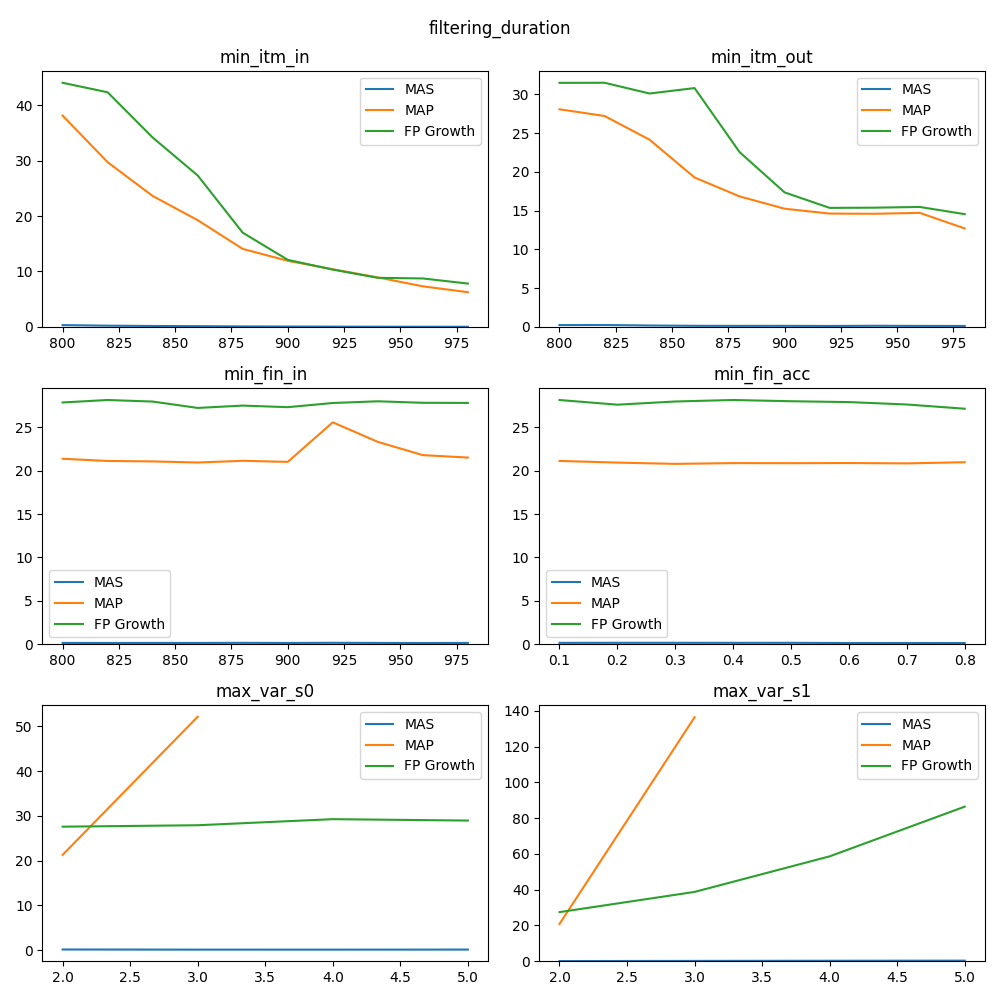 filtering_duration
min_itm_in
40
30
20
10
0
800 825 850 875 900 925 950 975
MAS
MAP
FP Growth
min_itm_out
30
25
20
15
10
5
0
800 825 850 875 900 925 950 975
MAS
MAP
FP Growth
min_fin_in
25
20
15
10
5
0
800 825 850 875 900 925 950 975
MAS
MAP
FP Growth
min_fin_acc
25
20
15
10
5
0
0.1 0.2 0.3 0.4 0.5 0.6 0.7 0.8
MAS
MAP
FP Growth
max_var_s0
50
40
30
20
10
0
2.0 2.5 3.0 3.5 4.0 4.5 5.0
MAS
MAP
FP Growth
max_var_s1
140
120
100
80
60
40
20
0
2.0 2.5 3.0 3.5 4.0 4.5 5.0
MAS
MAP
FP Growth